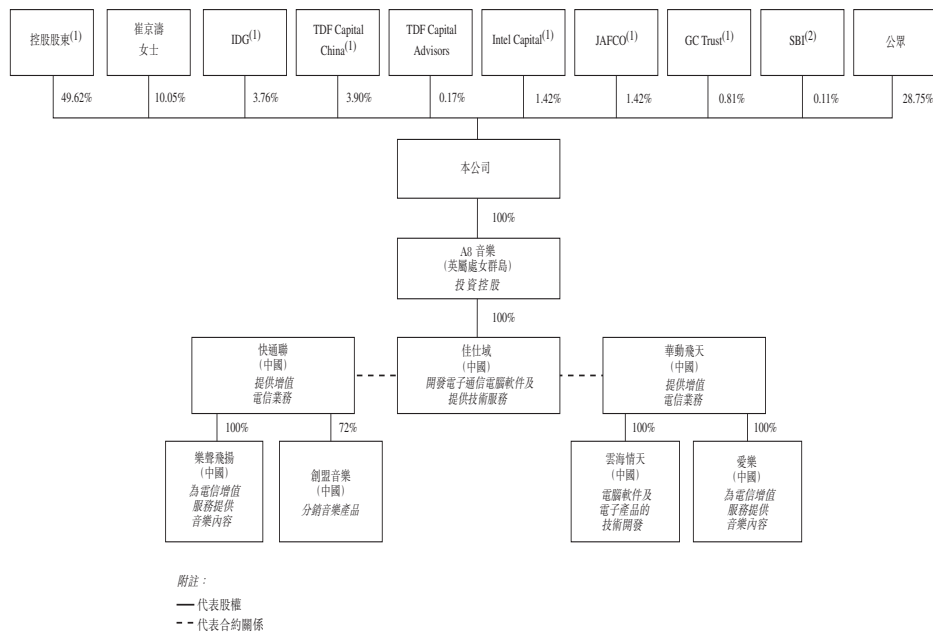 控股股東(1)
崔京濤
女士
IDG(1)
TDF Capital
China(1)
TDF Capital
Advisors
Intel Capital(1)
JAFCO(1)
GC Trust(1)
SBI(2)
公眾
49.62%
10.05%
3.76%
3.90%
0.17%
1.42%
1.42%
0.81%
0.11%
28.75%
本公司
100%
A8 音樂
(英屬處女群島)
投資控股
100%
快通聯
(中國)
提供增值
電信業務
佳仕域
(中國)
開發電子通信電腦軟件及
提供技術服務
華動飛天
(中國)
提供增值
電信業務
100%
72%
100%
100%
樂聲飛揚
(中國)
為電信增值
服務提供
音樂內容
創盟音樂
(中國)
分銷音樂產品
雲海情天
(中國)
電腦軟件及
電子產品的
技術開發
愛樂
(中國)
為電信增值
服務提供
音樂內容
附註：
代表股權
代表合約關係